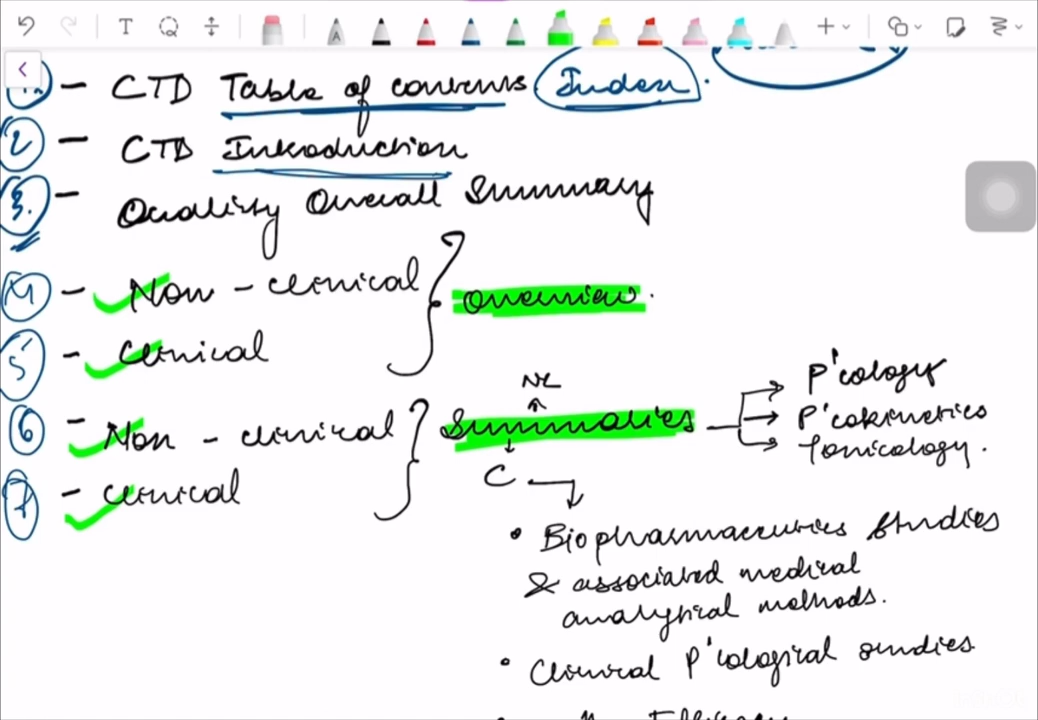 1. - CTD Table of contents (Index).
2 - CTD Introduction
3. - Quality Overall Summary
4 - Non - clinical } overview.
5 - Clinical
NC
6 - Non - clinical } Summaries
7 - Clinical
P'cology
P'cokinetics
Toxicology.
C
• Biopharmaceutics Studies
& associated medical
analytical methods.
• Clinical P'cological studies